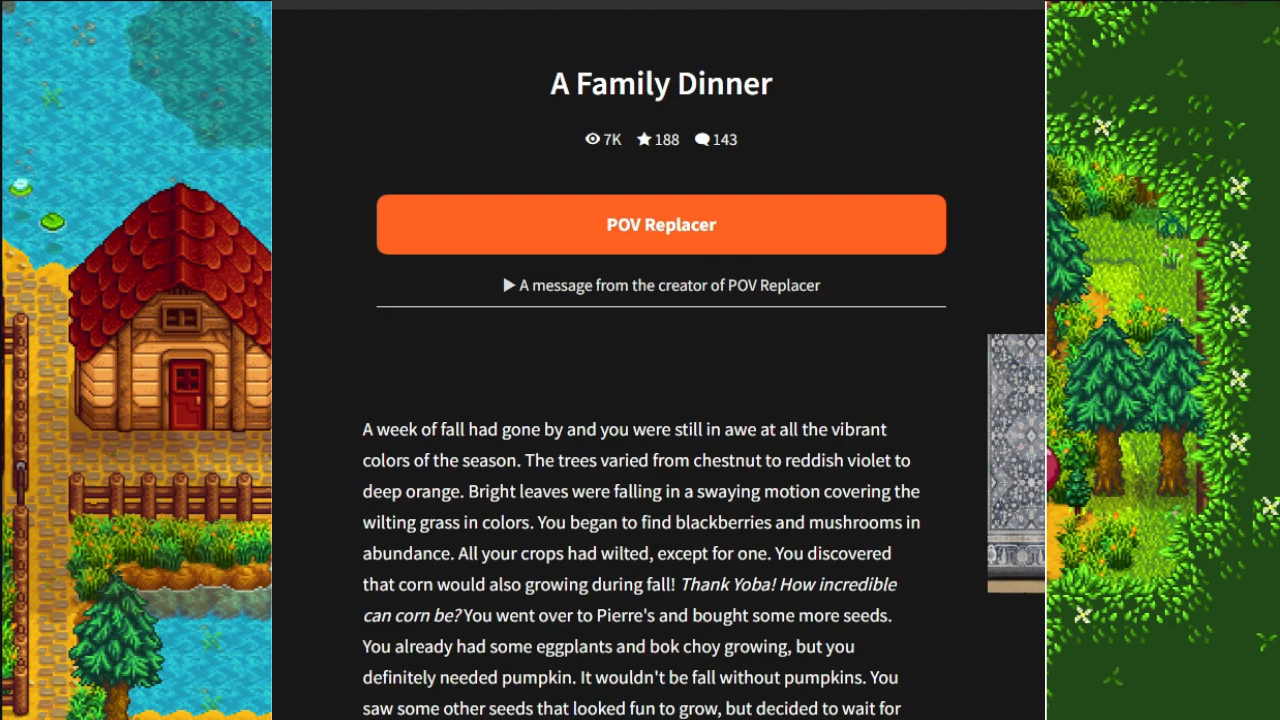 A Family Dinner
7K 188 143
POV Replacer
▶ A message from the creator of POV Replacer
A week of fall had gone by and you were still in awe at all the vibrant
colors of the season. The trees varied from chestnut to reddish violet to
deep orange. Bright leaves were falling in a swaying motion covering the
wilting grass in colors. You began to find blackberries and mushrooms in
abundance. All your crops had wilted, except for one. You discovered
that corn would also growing during fall! Thank Yoba! How incredible
can corn be? You went over to Pierre's and bought some more seeds.
You already had some eggplants and bok choy growing, but you
definitely needed pumpkin. It wouldn't be fall without pumpkins. You
saw some other seeds that looked fun to grow, but decided to wait for